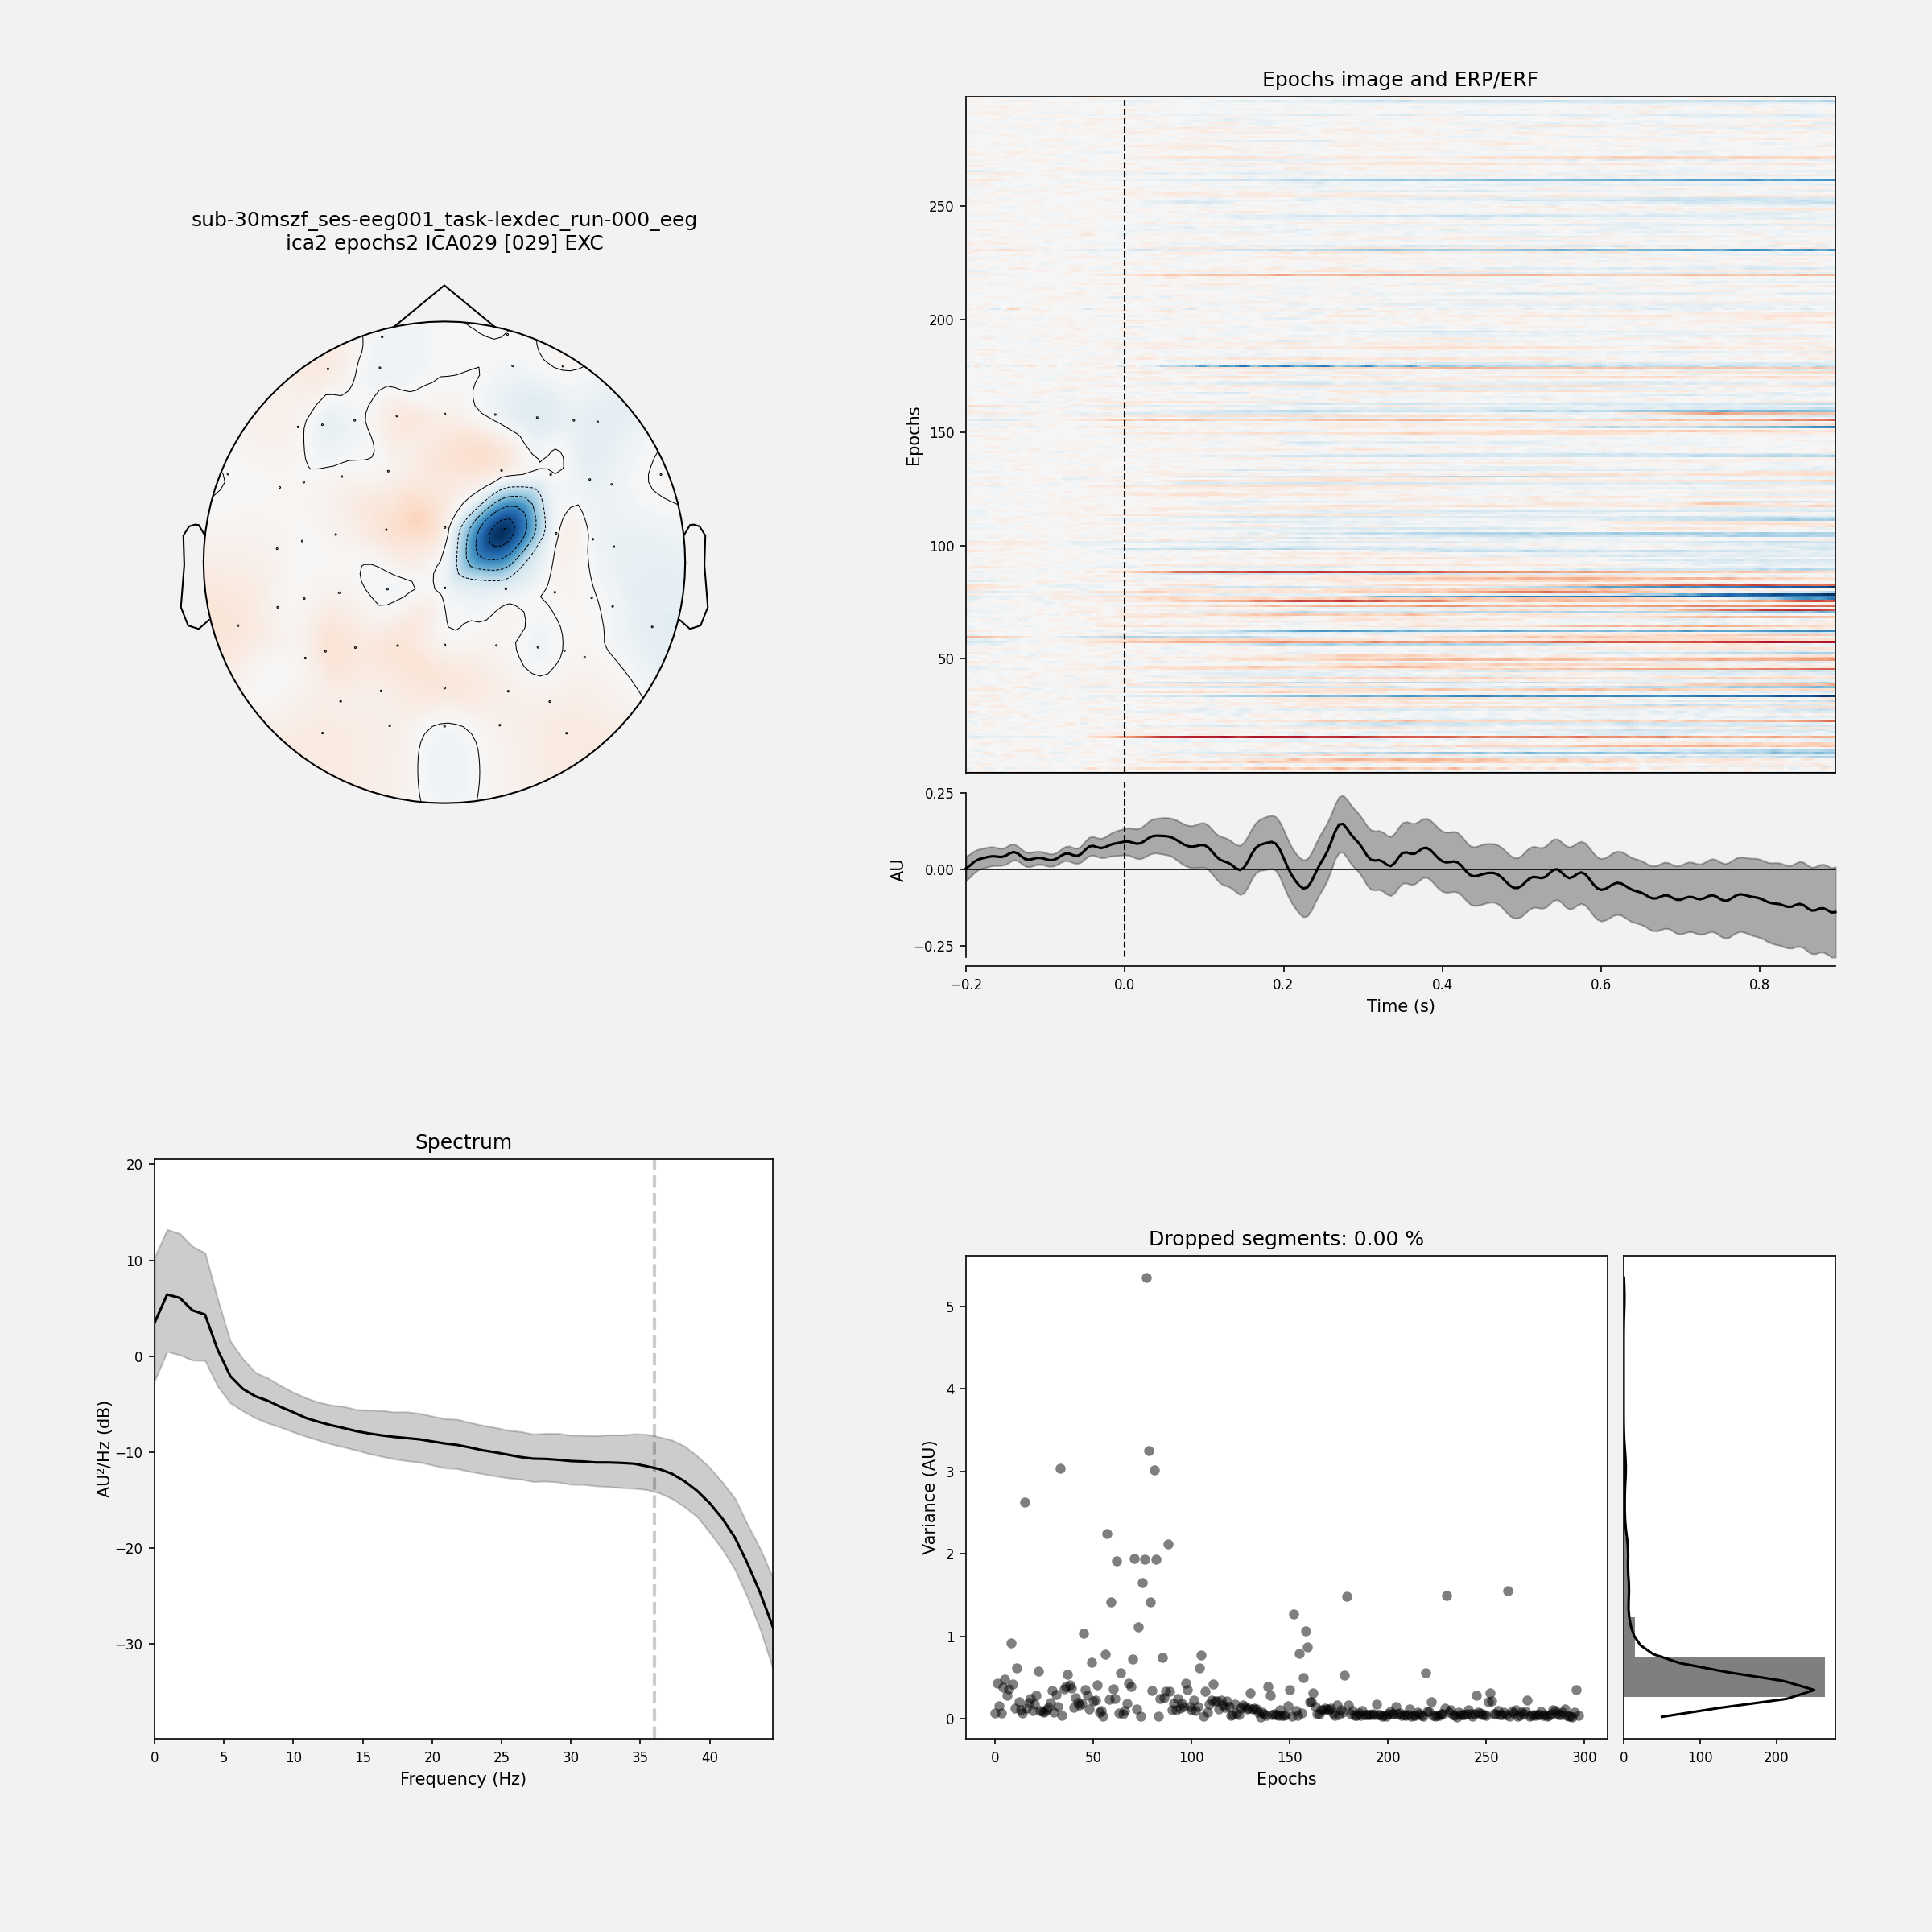 sub-30mszf_ses-eeg001_task-lexdec_run-000_eeg
ica2 epochs2 ICA029 [029] EXC
Epochs image and ERP/ERF
Epochs
250
200
150
100
50
AU
0.25
0.00
−0.25
−0.2 0.0 0.2 0.4 0.6 0.8
Time (s)
Spectrum
AU²/Hz (dB)
20
10
0
−10
−20
−30
0 5 10 15 20 25 30 35 40
Frequency (Hz)
Dropped segments: 0.00 %
Variance (AU)
5
4
3
2
1
0
0 50 100 150 200 250 300
Epochs
0 100 200